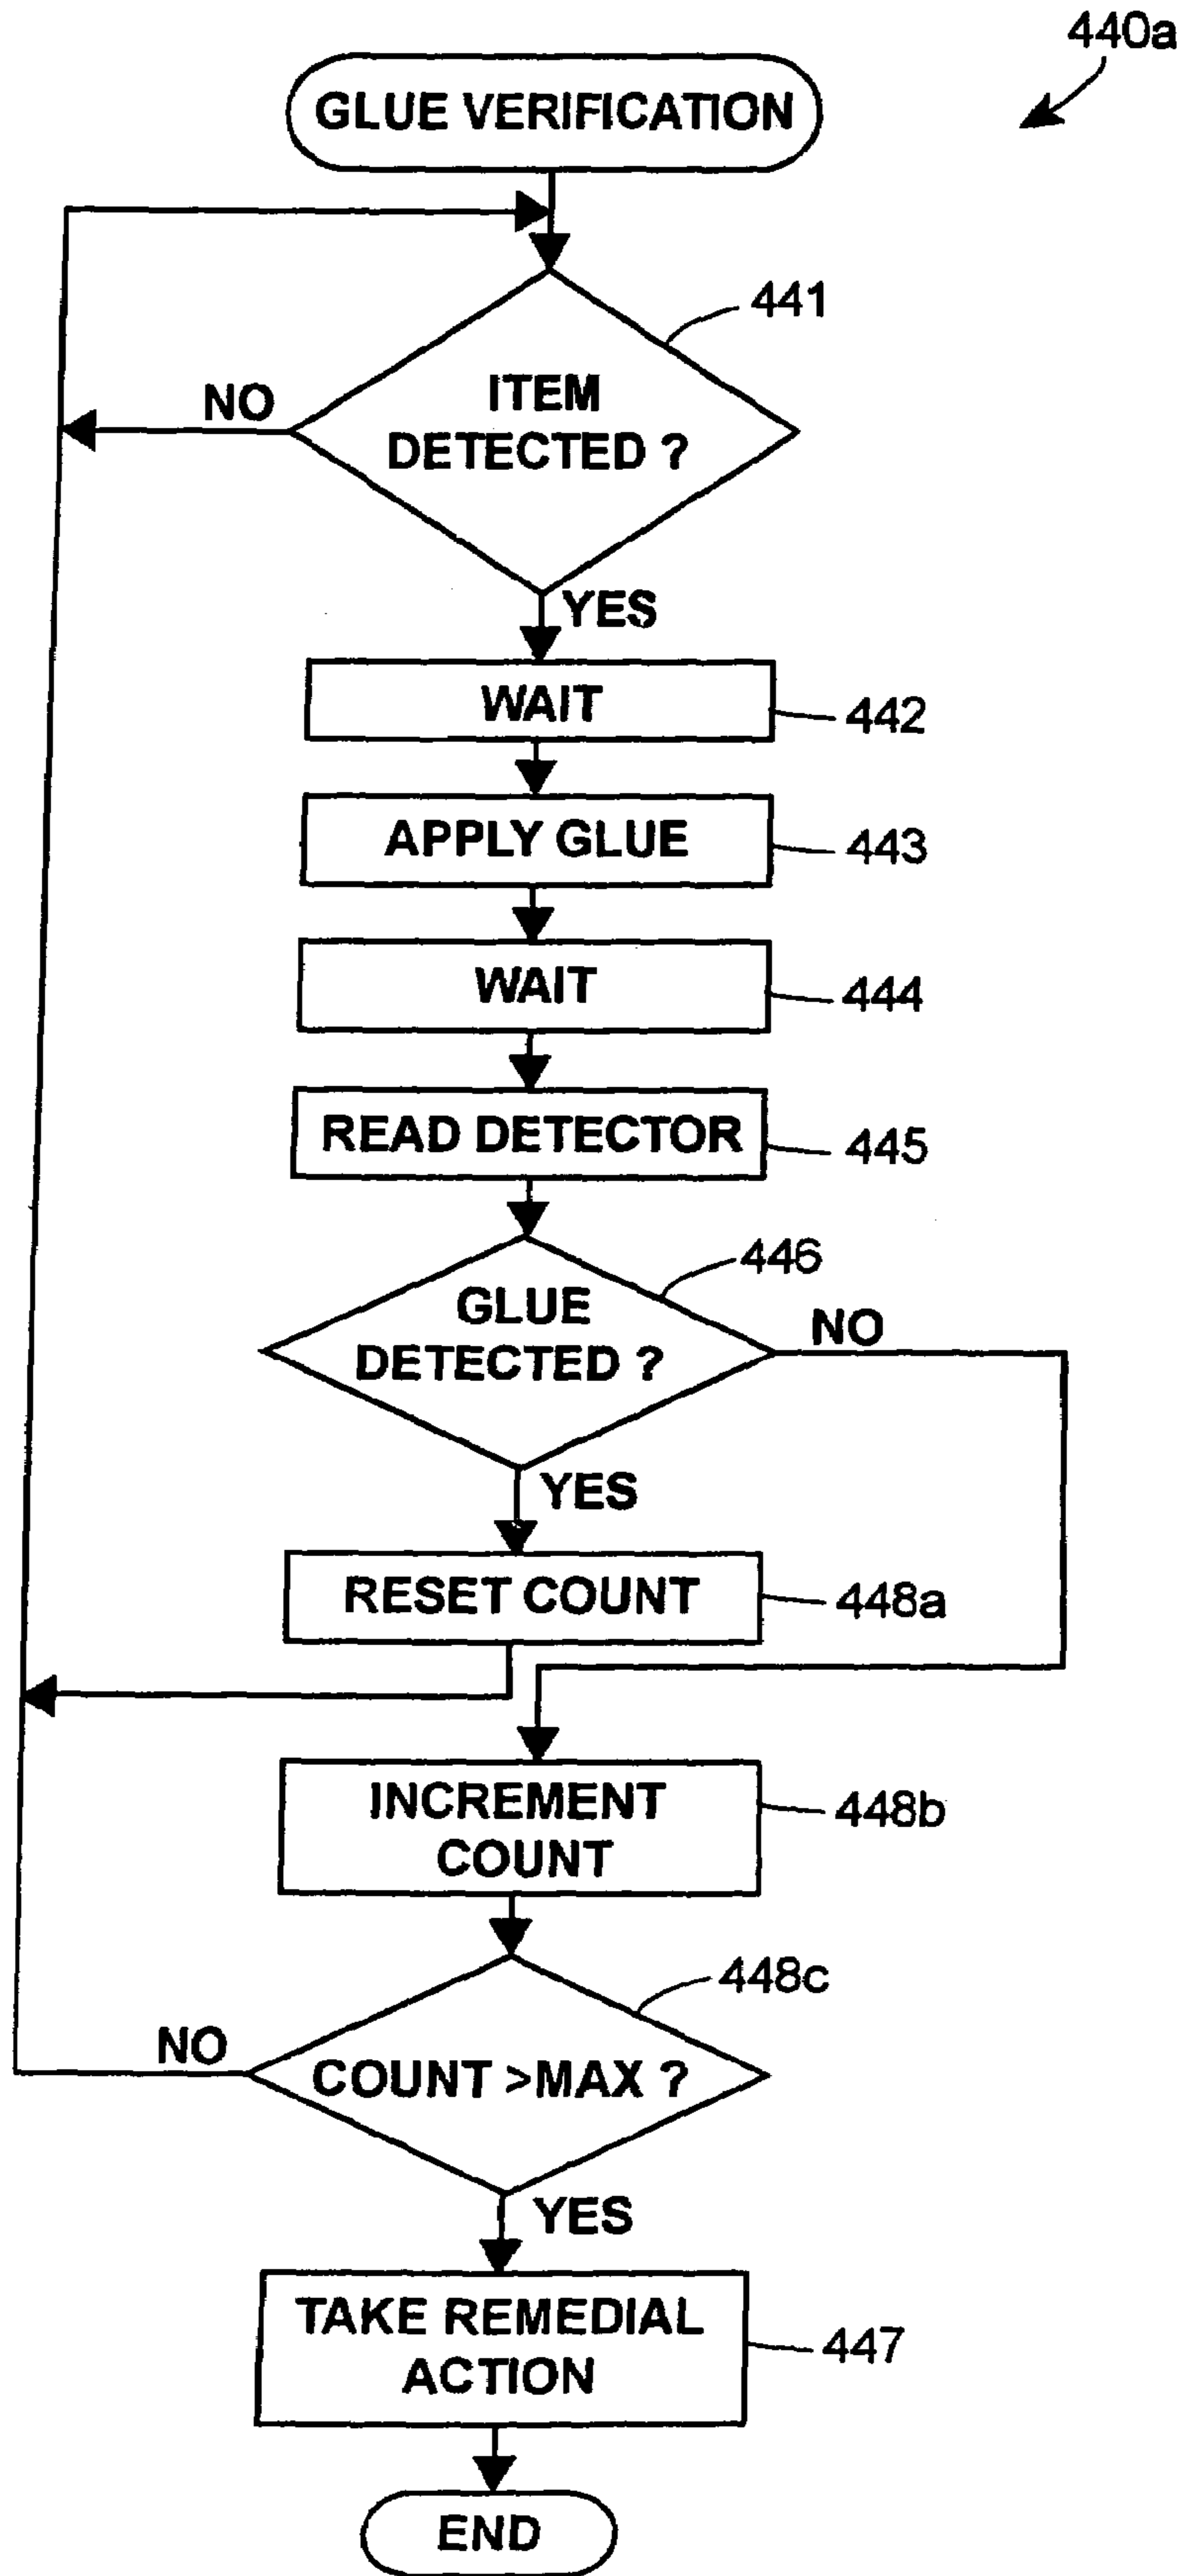 440a
GLUE VERIFICATION
441
ITEM
DETECTED ?
NO
YES
WAIT
442
APPLY GLUE
443
WAIT
444
READ DETECTOR
445
446
GLUE
DETECTED ?
NO
YES
RESET COUNT
448a
INCREMENT
COUNT
448b
448c
COUNT >MAX ?
NO
YES
TAKE REMEDIAL
ACTION
447
END